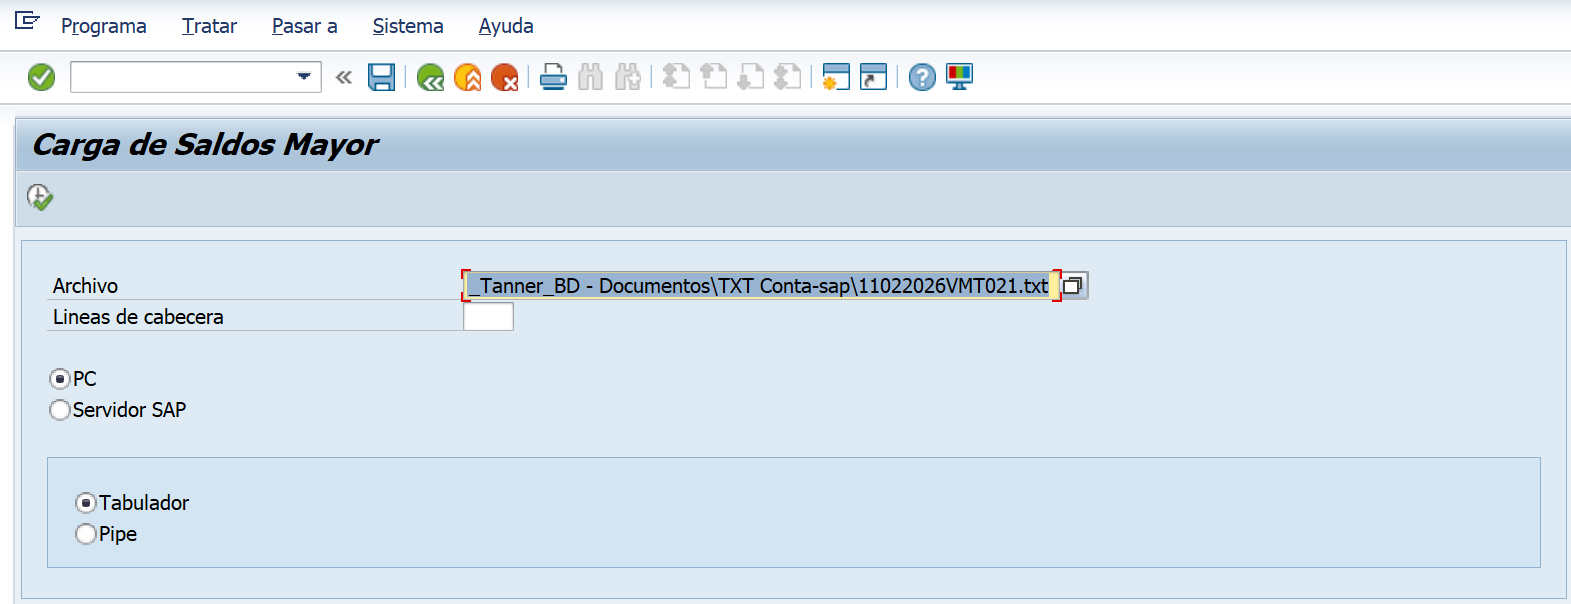 Programa Tratar Pasar a Sistema Ayuda
Carga de Saldos Mayor
Archivo _Tanner_BD - Documentos\TXT Conta-sap\11022026VMT021.txt
Lineas de cabecera
PC
Servidor SAP
Tabulador
Pipe